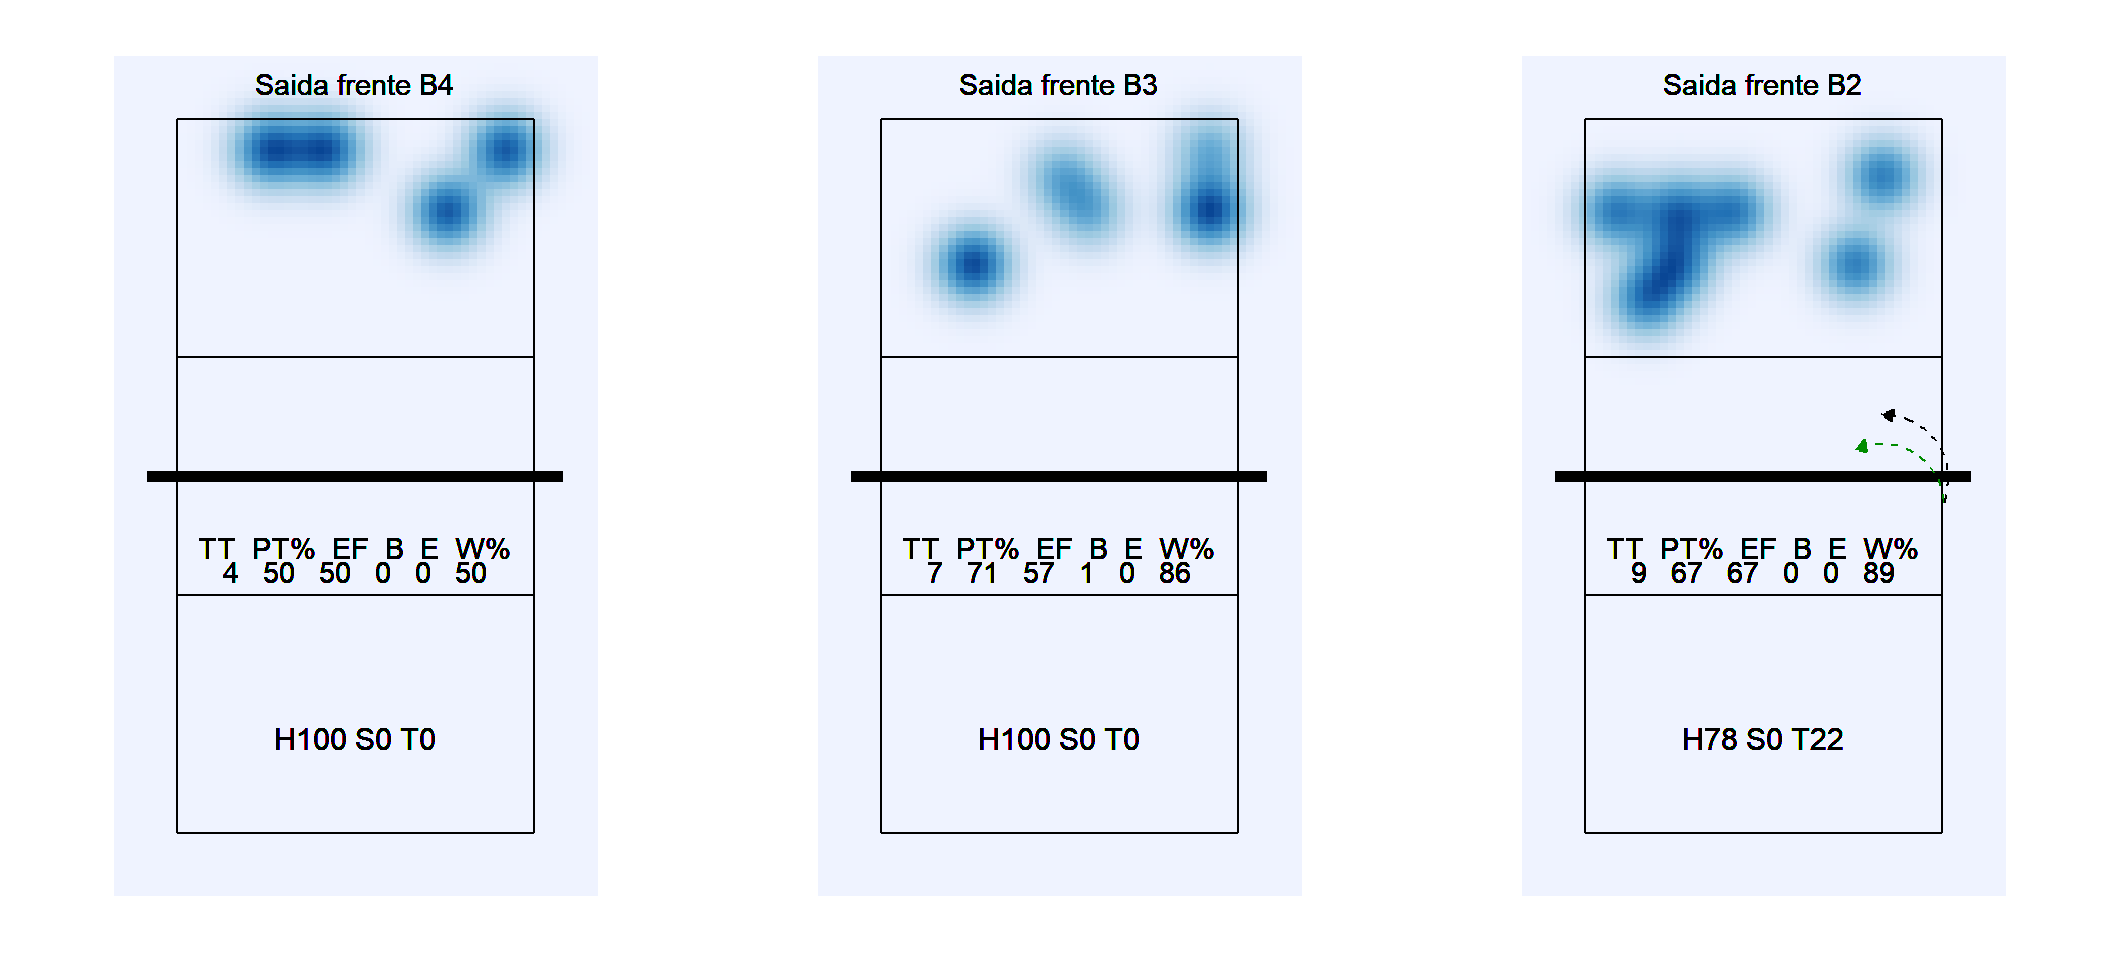 Saida frente B4
TT PT% EF B E W%
4 50 50 0 0 50
H100 S0 T0
Saida frente B3
TT PT% EF B E W%
7 71 57 1 0 86
H100 S0 T0
Saida frente B2
TT PT% EF B E W%
9 67 67 0 0 89
H78 S0 T22